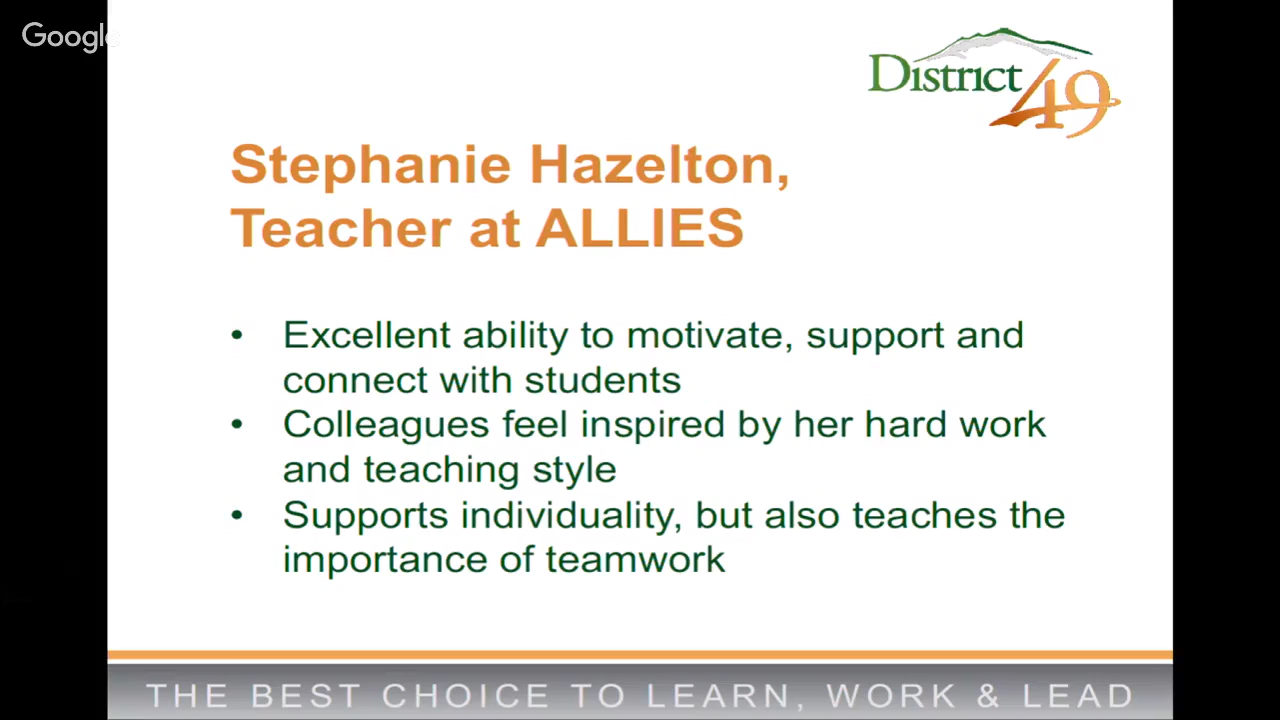 Google
District 49
Stephanie Hazelton,
Teacher at ALLIES
• Excellent ability to motivate, support and
connect with students
• Colleagues feel inspired by her hard work
and teaching style
• Supports individuality, but also teaches the
importance of teamwork
THE BEST CHOICE TO LEARN, WORK & LEAD